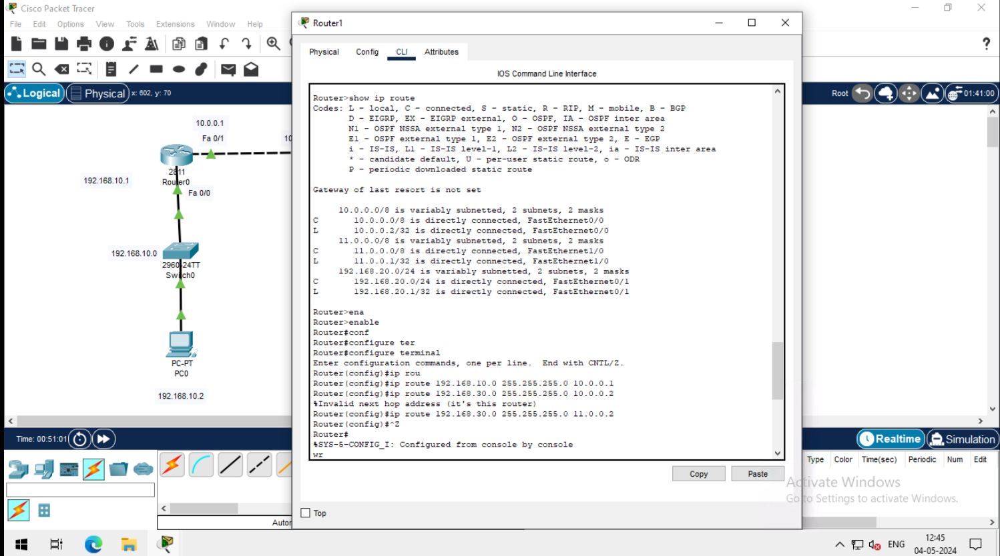 Cisco Packet Tracer
File Edit Options View Tools Extensions Window Help
Logical Physical x: 602, y: 70
Root 01:41:00
10.0.0.1
Fa 0/1
10
2811
Router0
192.168.10.1
Fa 0/0
192.168.10.0
2960-24TT
Switch0
PC-PT
PC0
192.168.10.2
Router1
Physical Config CLI Attributes
IOS Command Line Interface
Router>show ip route
Codes: L - local, C - connected, S - static, R - RIP, M - mobile, B - BGP
D - EIGRP, EX - EIGRP external, O - OSPF, IA - OSPF inter area
N1 - OSPF NSSA external type 1, N2 - OSPF NSSA external type 2
E1 - OSPF external type 1, E2 - OSPF external type 2, E - EGP
i - IS-IS, L1 - IS-IS level-1, L2 - IS-IS level-2, ia - IS-IS inter area
* - candidate default, U - per-user static route, o - ODR
P - periodic downloaded static route
Gateway of last resort is not set
10.0.0.0/8 is variably subnetted, 2 subnets, 2 masks
C 10.0.0.0/8 is directly connected, FastEthernet0/0
L 10.0.0.2/32 is directly connected, FastEthernet0/0
11.0.0.0/8 is variably subnetted, 2 subnets, 2 masks
C 11.0.0.0/8 is directly connected, FastEthernet1/0
L 11.0.0.1/32 is directly connected, FastEthernet1/0
192.168.20.0/24 is variably subnetted, 2 subnets, 2 masks
C 192.168.20.0/24 is directly connected, FastEthernet0/1
L 192.168.20.1/32 is directly connected, FastEthernet0/1
Router>ena
Router>enable
Router#conf
Router#configure ter
Router#configure terminal
Enter configuration commands, one per line. End with CNTL/Z.
Router(config)#ip rou
Router(config)#ip route 192.168.10.0 255.255.255.0 10.0.0.1
Router(config)#ip route 192.168.30.0 255.255.255.0 10.0.0.2
%Invalid next hop address (it's this router)
Router(config)#ip route 192.168.30.0 255.255.255.0 11.0.0.2
Router(config)#^Z
Router#
%SYS-5-CONFIG_I: Configured from console by console
wr
Copy Paste
Top
Time: 00:51:01
Realtime Simulation
Type Color Time(sec) Periodic Num Edit
Autor
Activate Windows
Go to Settings to activate Windows.
ENG
12:45
04-05-2024